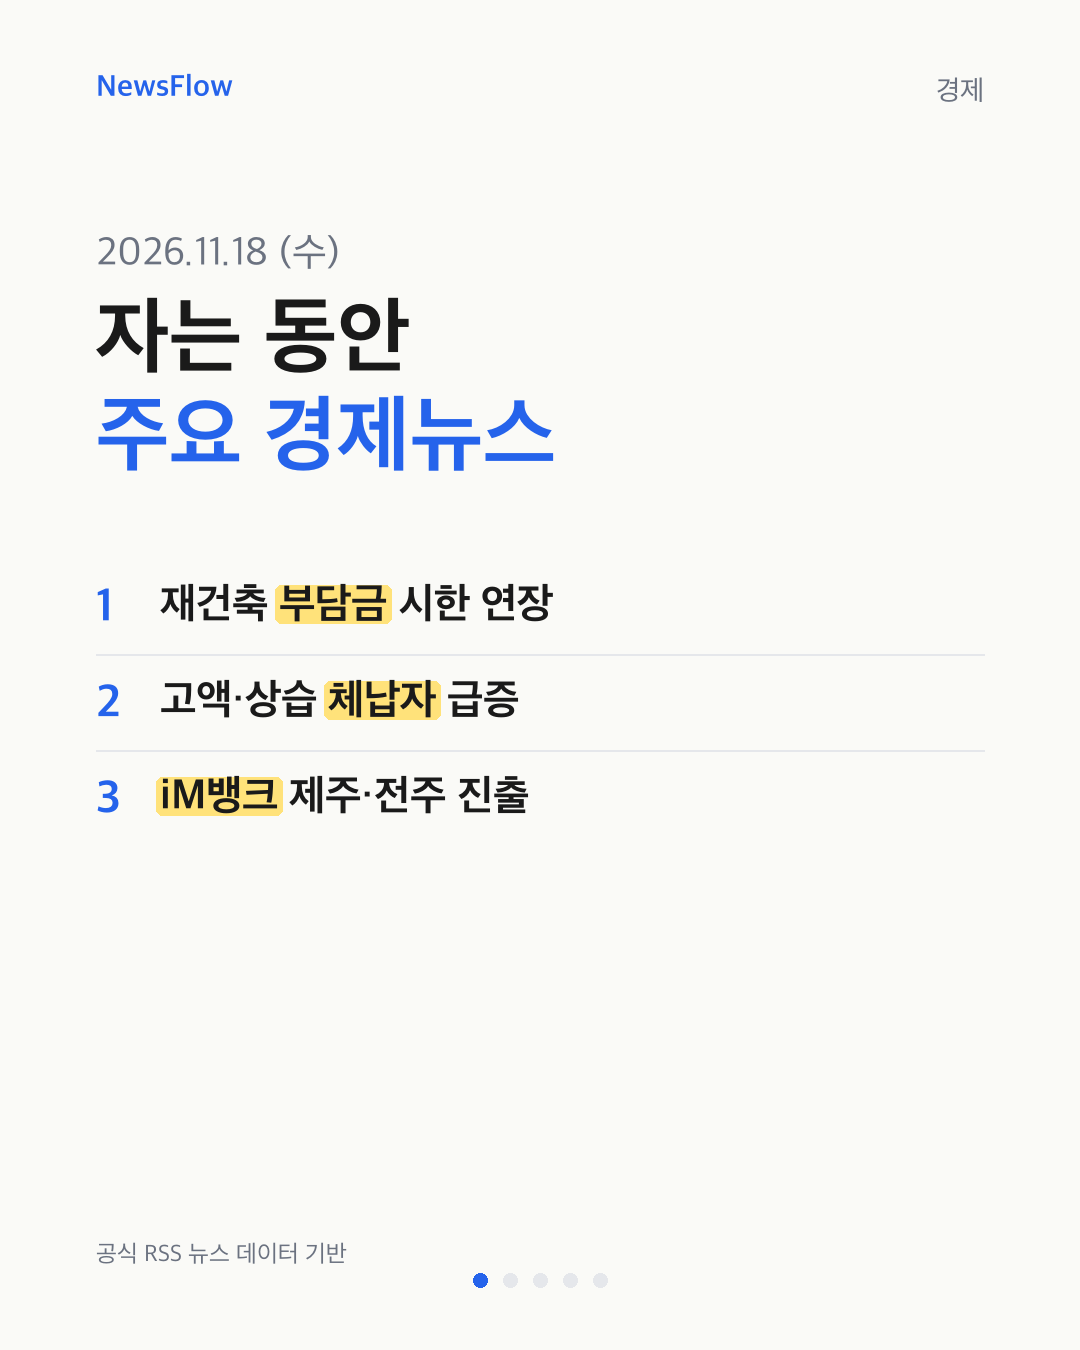 NewsFlow
경제
2026.11.18 (수)
자는 동안
주요 경제뉴스
1 재건축 부담금 시한 연장
2 고액·상습 체납자 급증
3 iM뱅크 제주·전주 진출
공식 RSS 뉴스 데이터 기반